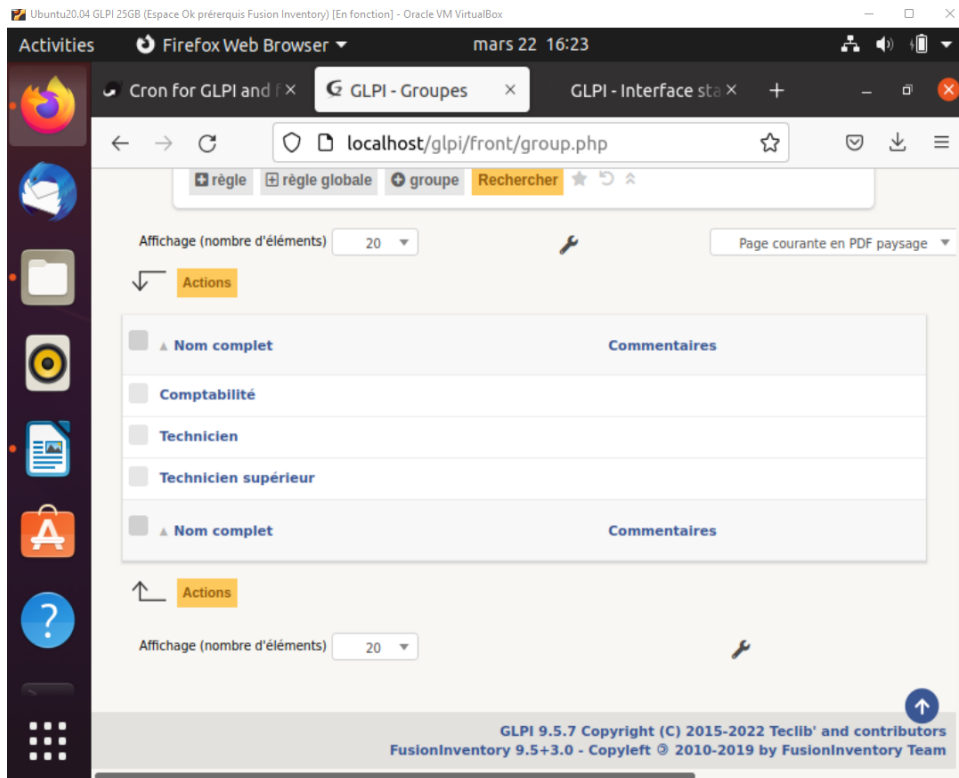 Ubuntu20.04 GLPI 25GB (Espace Ok prérerquis Fusion Inventory) [En fonction] - Oracle VM VirtualBox
Activities Firefox Web Browser mars 22 16:23
Cron for GLPI and f GLPI - Groupes GLPI - Interface sta
localhost/glpi/front/group.php
règle règle globale groupe Rechercher
Affichage (nombre d'éléments) 20 Page courante en PDF paysage
Actions
Nom complet Commentaires
Comptabilité
Technicien
Technicien supérieur
Nom complet Commentaires
Actions
Affichage (nombre d'éléments) 20
GLPI 9.5.7 Copyright (C) 2015-2022 Teclib' and contributors
FusionInventory 9.5+3.0 - Copyleft 🄯 2010-2019 by FusionInventory Team